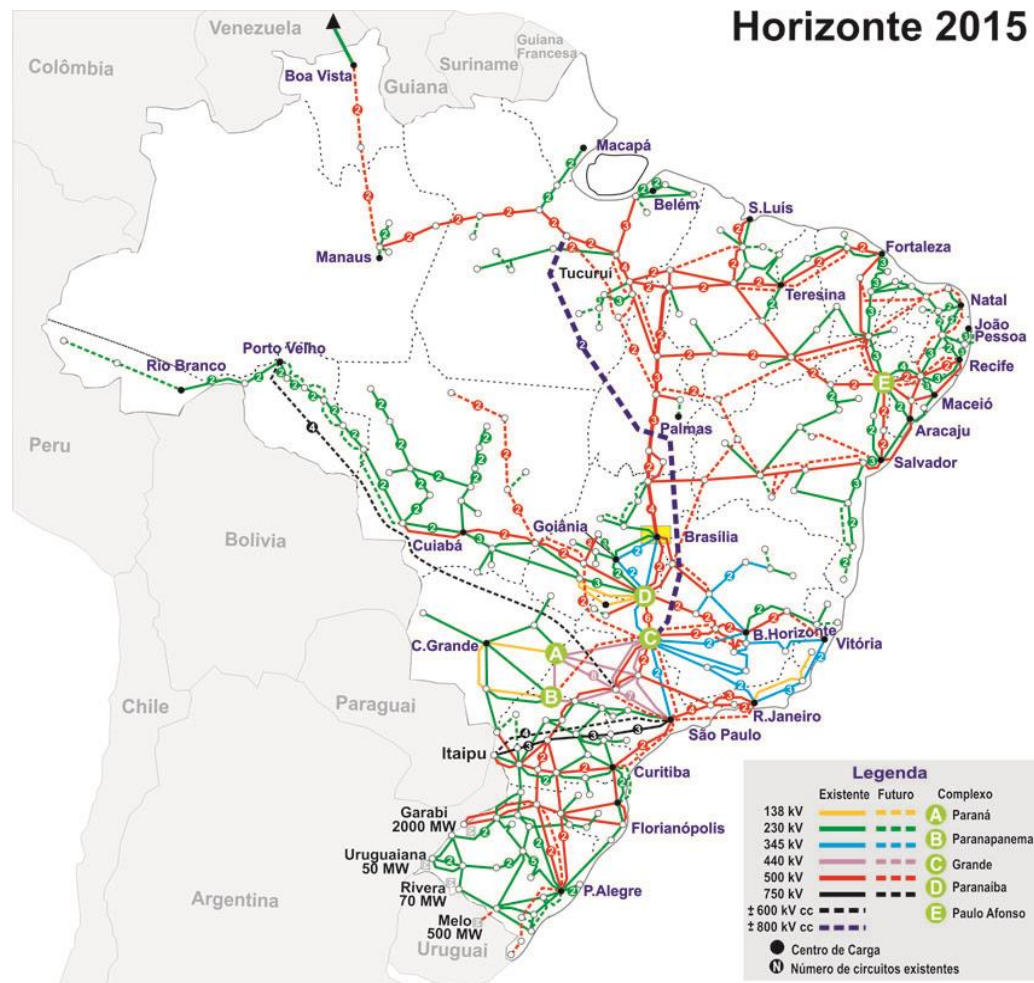 Horizonte 2015
Venezuela
Guiana
Francesa
Suriname
Colômbia
Boa Vista
Guiana
Macapá
Belém
S.Luís
Manaus
Fortaleza
Tucuruí
Teresina
Natal
João
Pessoa
Porto Velho
Rio Branco
Recife
E
Maceió
Palmas
Aracaju
Peru
Salvador
Goiânia
Brasília
Cuiabá
Bolivia
D
C
B.Horizonte
Vitória
C.Grande
A
B
Paraguai
Chile
R.Janeiro
São Paulo
Itaipu
Curitiba
Garabi
2000 MW
Florianópolis
Uruguaiana
50 MW
Rivera
70 MW
P.Alegre
Melo
500 MW
Argentina
Uruguai
Legenda
Existente Futuro Complexo
138 kV A Paraná
230 kV
345 kV B Paranapanema
440 kV C Grande
500 kV
750 kV D Paranaíba
± 600 kV cc E Paulo Afonso
± 800 kV cc
Centro de Carga
N Número de circuitos existentes